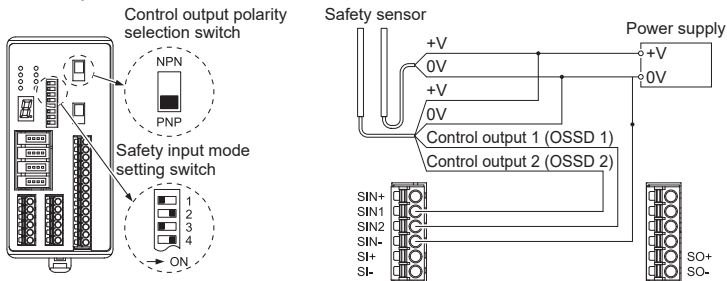 Control output polarity
selection switch
NPN
PNP
8.
Safety input mode
setting switch
1
2
3
4
→ ON
Safety sensor
Power supply
+V
0V
+V
0V
+V
0V
Control output 1 (OSSD 1)
Control output 2 (OSSD 2)
SIN+
SIN1
SIN2
SIN-
SI+
SI-
SO+
SO-